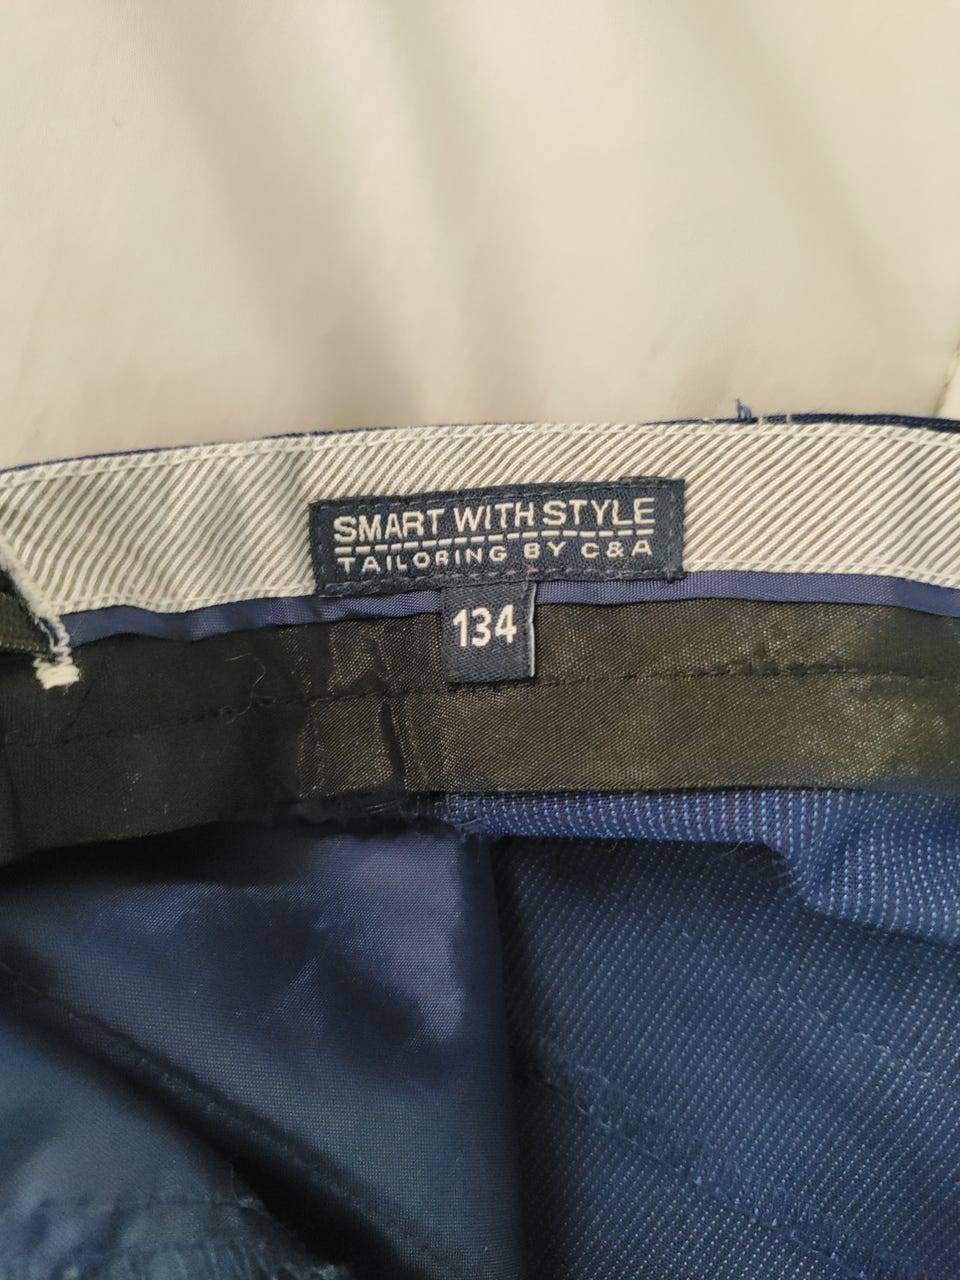 SMART WITH STYLE
TAILORING BY C&A
134